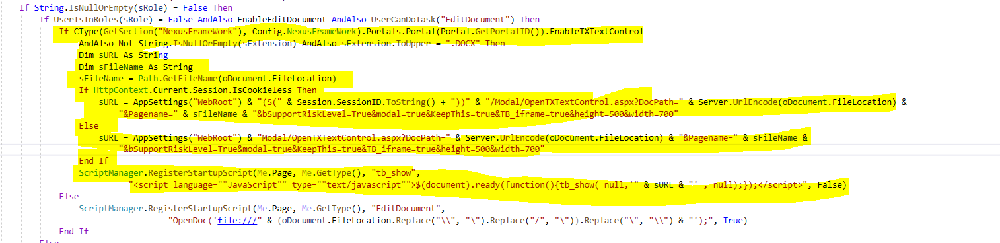 If String.IsNullOrEmpty(sRole) = False Then
If UserIsInRoles(sRole) = False AndAlso EnableEditDocument AndAlso UserCanDoTask("EditDocument") Then
If CType(GetSection("NexusFrameWork"), Config.NexusFrameWork).Portals.Portal(Portal.GetPortalID()).EnableTXTextControl _
AndAlso Not String.IsNullOrEmpty(sExtension) AndAlso sExtension.ToUpper = ".DOCX" Then
Dim sURL As String
Dim sFileName As String
sFileName = Path.GetFileName(oDocument.FileLocation)
If HttpContext.Current.Session.IsCookieless Then
sURL = AppSettings("WebRoot") & "(S(" & Session.SessionID.ToString() + "))" & "/Modal/OpenTXTextControl.aspx?DocPath=" & Server.UrlEncode(oDocument.FileLocation) &
"&Pagename=" & sFileName & "&bSupportRiskLevel=True&modal=true&KeepThis=true&TB_iframe=true&height=500&width=700"
Else
sURL = AppSettings("WebRoot") & "Modal/OpenTXTextControl.aspx?DocPath=" & Server.UrlEncode(oDocument.FileLocation) & "&Pagename=" & sFileName &
"&bSupportRiskLevel=True&modal=true&KeepThis=true&TB_iframe=true&height=500&width=700"
End If
ScriptManager.RegisterStartupScript(Me.Page, Me.GetType(), "tb_show",
"<script language=""JavaScript"" type=""text/javascript"">$(document).ready(function(){tb_show( null,'" & sURL & "' , null);});</script>", False)
Else
ScriptManager.RegisterStartupScript(Me.Page, Me.GetType(), "EditDocument",
"OpenDoc('file:///" & (oDocument.FileLocation.Replace("\\", "\").Replace("/", "\")).Replace("\", "\\") & "');", True)
End If
Else